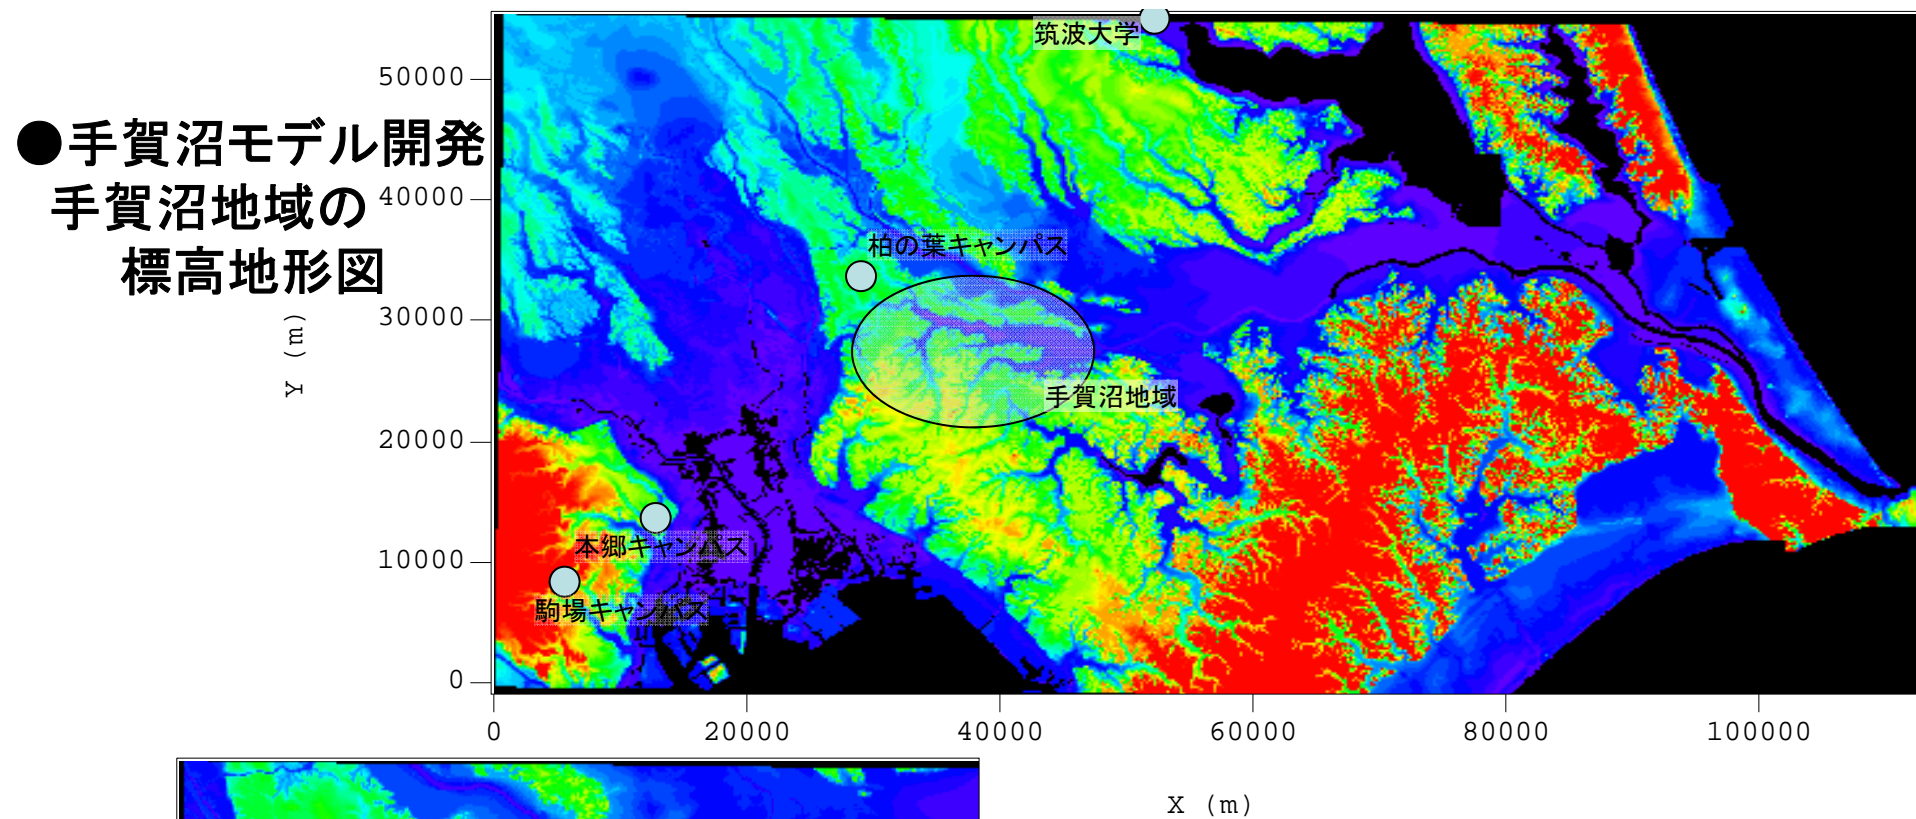 ●手賀沼モデル開発
手賀沼地域の
標高地形図
筑波大学
柏の葉キャンパス
手賀沼地域
本郷キャンパス
駒場キャンパス
50000
40000
30000
20000
10000
0
Y (m)
0 20000 40000 60000 80000 100000
X (m)